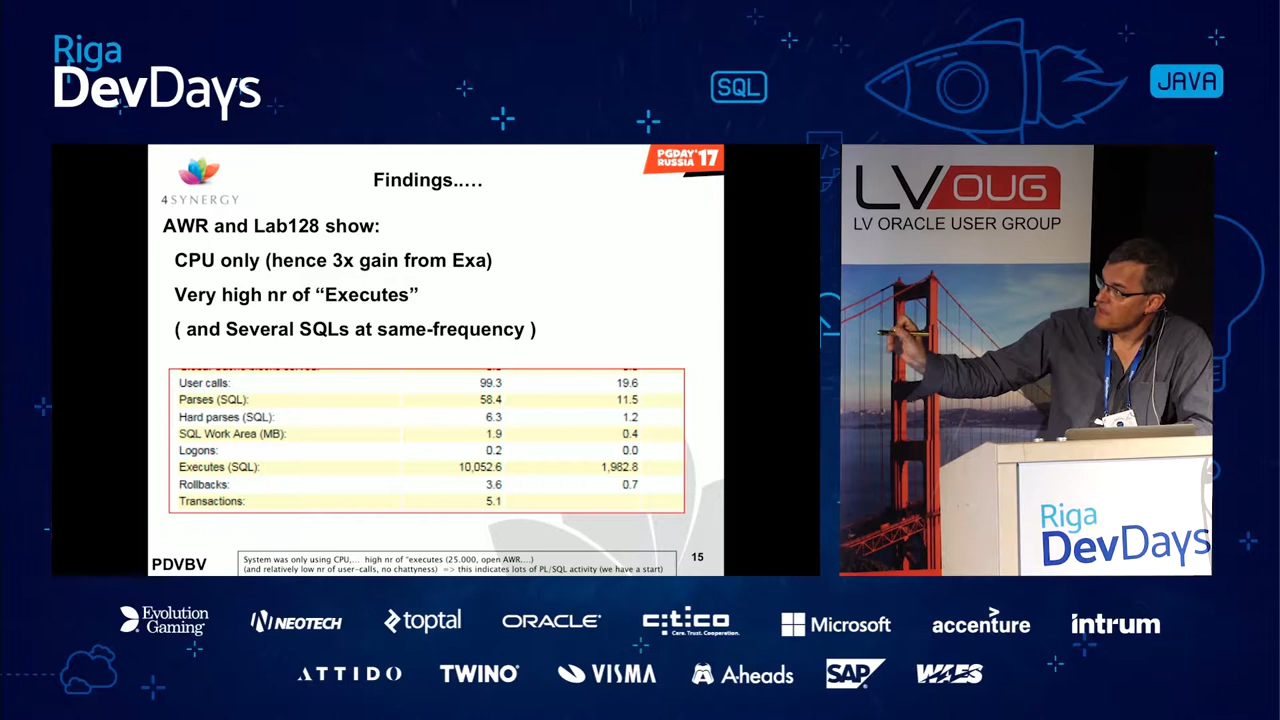 Riga
DevDays
SQL
JAVA
4SYNERGY
PGDAY'17
RUSSIA
Findings.….
AWR and Lab128 show:
CPU only (hence 3x gain from Exa)
Very high nr of “Executes”
( and Several SQLs at same-frequency )
User calls: 99.3 19.6
Parses (SQL): 58.4 11.5
Hard parses (SQL): 6.3 1.2
SQL Work Area (MB): 1.9 0.4
Logons: 0.2 0.0
Executes (SQL): 10,052.6 1,982.8
Rollbacks: 3.6 0.7
Transactions: 5.1
PDVBV
System was only using CPU,... high nr of “executes (25.000, open AWR....)
(and relatively low nr of user-calls, no chattyness) => this indicates lots of PL/SQL activity (we have a start)
15
LV OUG
LV ORACLE USER GROUP
Riga
DevDays
Evolution
Gaming
NEOTECH
toptal
ORACLE
citico
Care. Trust. Cooperation.
Microsoft
accenture
intrum
ATTIDO
TWINO
VISMA
A-heads
SAP
WAES